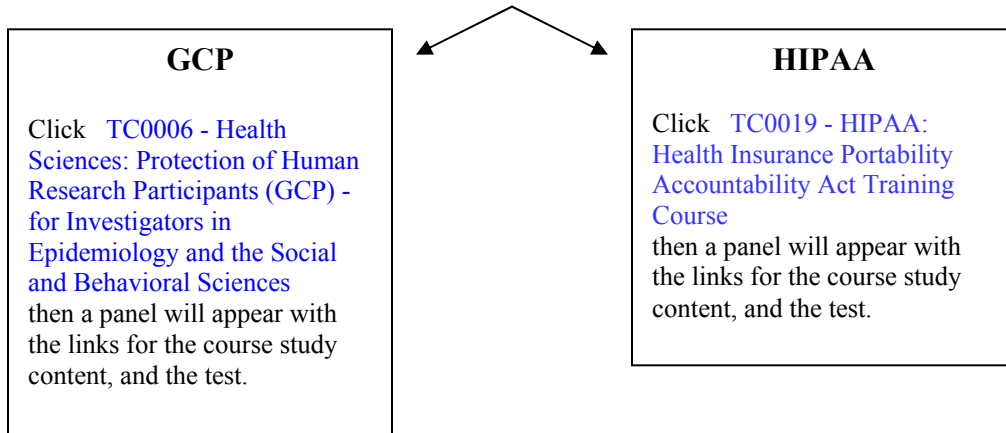 GCP
Click TC0006 - Health
Sciences: Protection of Human
Research Participants (GCP) -
for Investigators in
Epidemiology and the Social
and Behavioral Sciences
then a panel will appear with
the links for the course study
content, and the test.
HIPAA
Click TC0019 - HIPAA:
Health Insurance Portability
Accountability Act Training
Course
then a panel will appear with
the links for the course study
content, and the test.